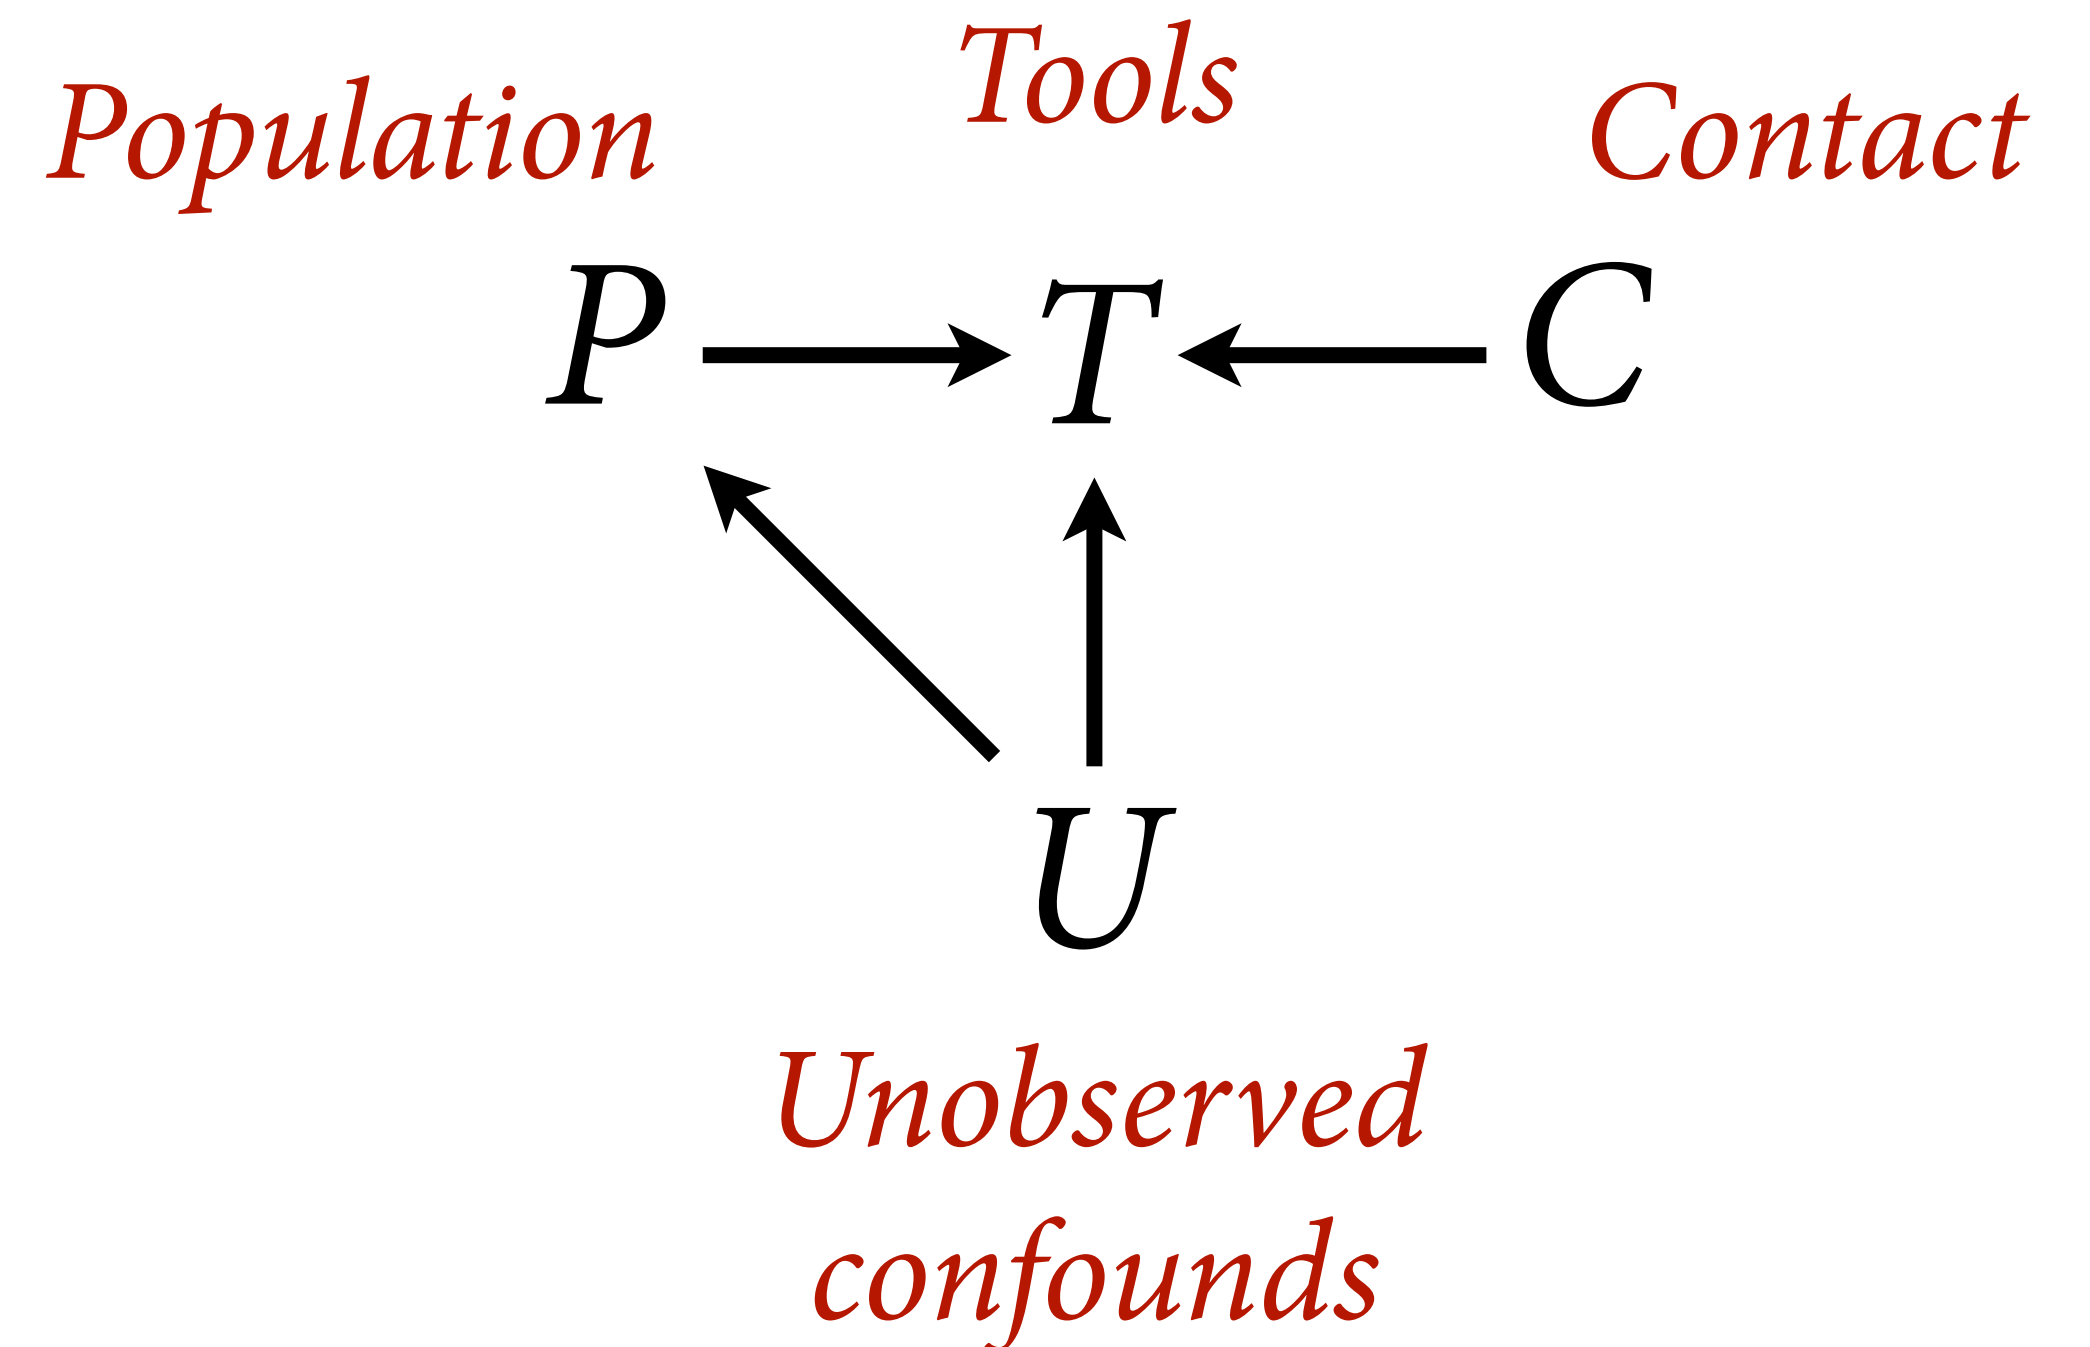 Population
Tools
Contact
P
T
C
U
Unobserved
confounds